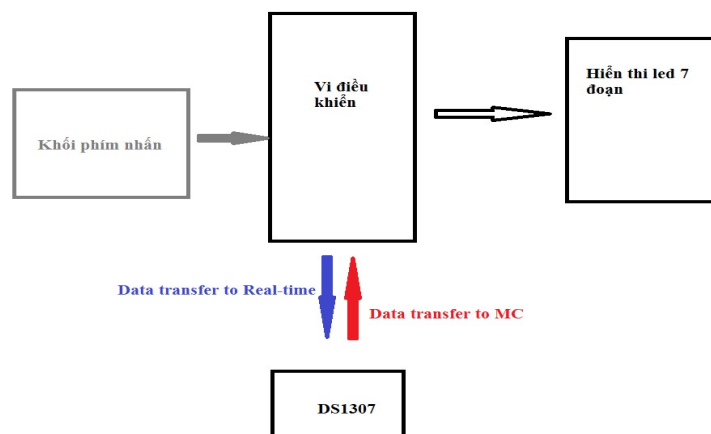 Vi điều
khiển
Hiễn thi led 7
đoạn
Khối phím nhấn
Data transfer to Real-time
Data transfer to MC
DS1307